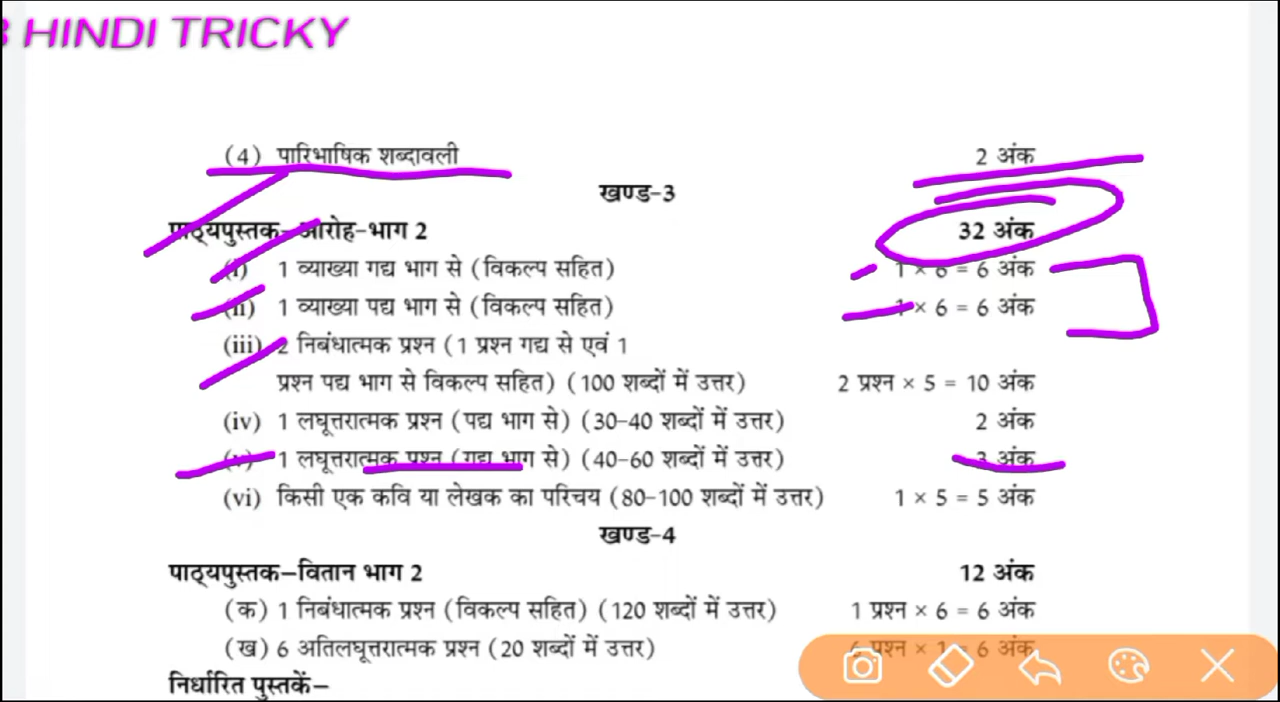 HINDI TRICKY
(4) पारिभाषिक शब्दावली 2 अंक
खण्ड-3
पाठ्यपुस्तक–आरोह-भाग 2 32 अंक
(i) 1 व्याख्या गद्य भाग से (विकल्प सहित) 1 × 6 = 6 अंक
(ii) 1 व्याख्या पद्य भाग से (विकल्प सहित) 1 × 6 = 6 अंक
(iii) 2 निबंधात्मक प्रश्न (1 प्रश्न गद्य से एवं 1
प्रश्न पद्य भाग से विकल्प सहित) (100 शब्दों में उत्तर) 2 प्रश्न × 5 = 10 अंक
(iv) 1 लघूत्तरात्मक प्रश्न (पद्य भाग से) (30-40 शब्दों में उत्तर) 2 अंक
(v) 1 लघूत्तरात्मक प्रश्न (गद्य भाग से) (40-60 शब्दों में उत्तर) 3 अंक
(vi) किसी एक कवि या लेखक का परिचय (80-100 शब्दों में उत्तर) 1 × 5 = 5 अंक
खण्ड-4
पाठ्यपुस्तक–वितान भाग 2 12 अंक
(क) 1 निबंधात्मक प्रश्न (विकल्प सहित) (120 शब्दों में उत्तर) 1 प्रश्न × 6 = 6 अंक
(ख) 6 अतिलघूत्तरात्मक प्रश्न (20 शब्दों में उत्तर) 6 प्रश्न × 1 = 6 अंक
निर्धारित पुस्तकें–